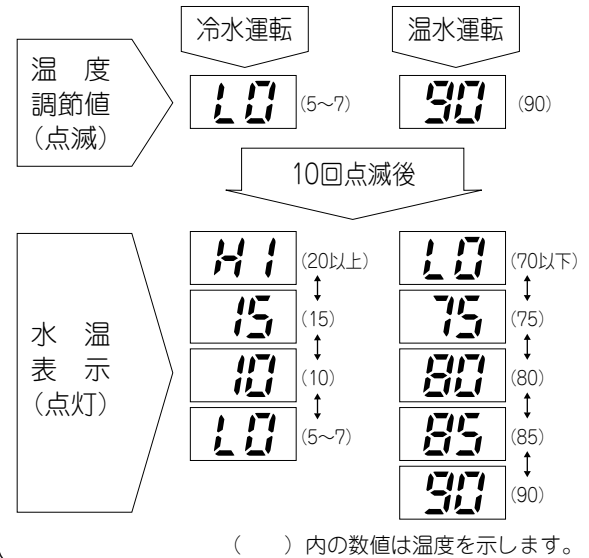 冷水運転 温水運転
温度
調節値
（点滅）
LO (5～7) 90 (90)
10回点滅後
水温
表示
（点灯）
HI (20以上) LO (70以下)
15 (15) 75 (75)
10 (10) 80 (80)
LO (5～7) 85 (85)
90 (90)
（　　）内の数値は温度を示します。